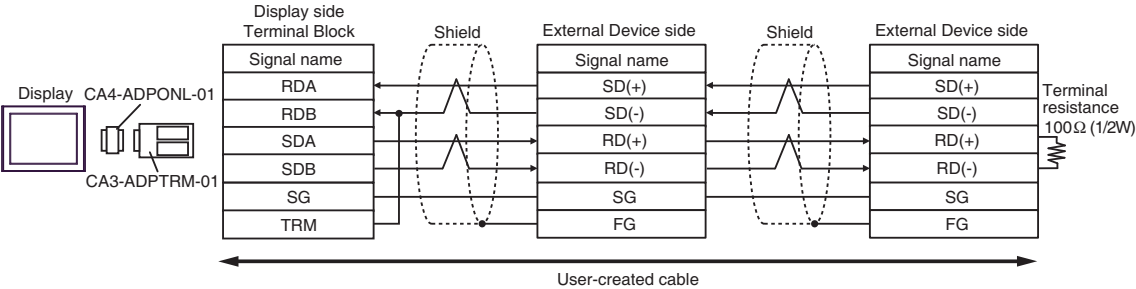 Display
CA4-ADPONL-01
CA3-ADPTRM-01
Display side
Terminal Block
Signal name
RDA
RDB
SDA
SDB
SG
TRM
Shield
External Device side
Signal name
SD(+)
SD(-)
RD(+)
RD(-)
SG
FG
Shield
External Device side
Signal name
SD(+)
SD(-)
RD(+)
RD(-)
SG
FG
Terminal
resistance
100Ω (1/2W)
User-created cable